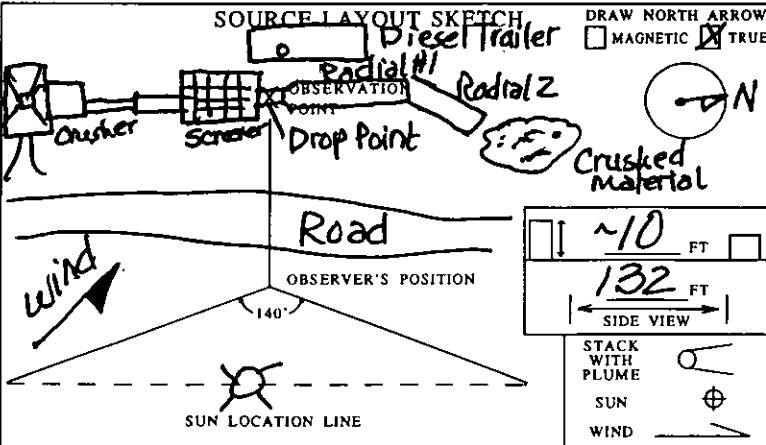 SOURCE LAYOUT SKETCH
DRAW NORTH ARROW
MAGNETIC TRUE
Diesel Trailer
Radial #1
OBSERVATION
POINT
Radial 2
N
Crusher
Screener
Drop Point
Crusked
material
Road
wind
OBSERVER'S POSITION
140°
~10 FT
132 FT
SIDE VIEW
SUN LOCATION LINE
STACK
WITH
PLUME
SUN
WIND